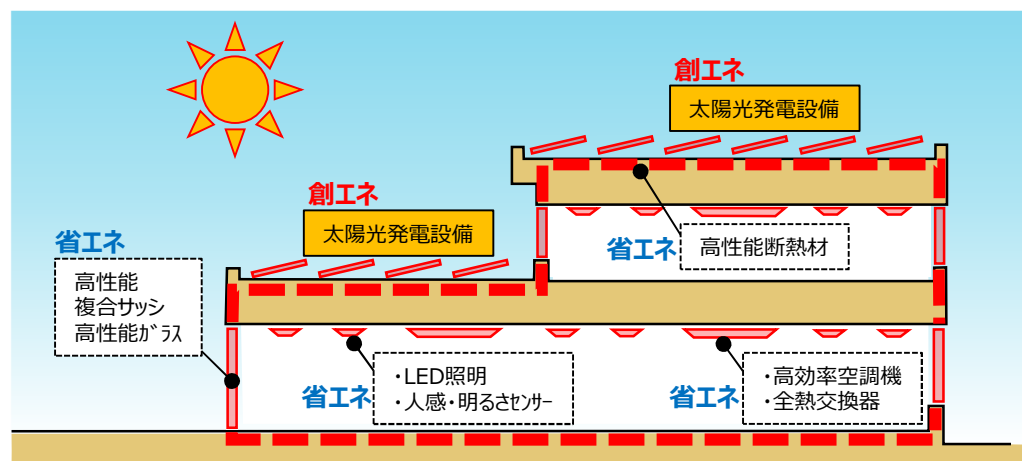 創エネ
太陽光発電設備
創エネ
太陽光発電設備
省エネ
高性能
複合サッシ
高性能ガラス
省エネ
高性能断熱材
省エネ
・LED照明
・人感・明るさセンサー
省エネ
・高効率空調機
・全熱交換器